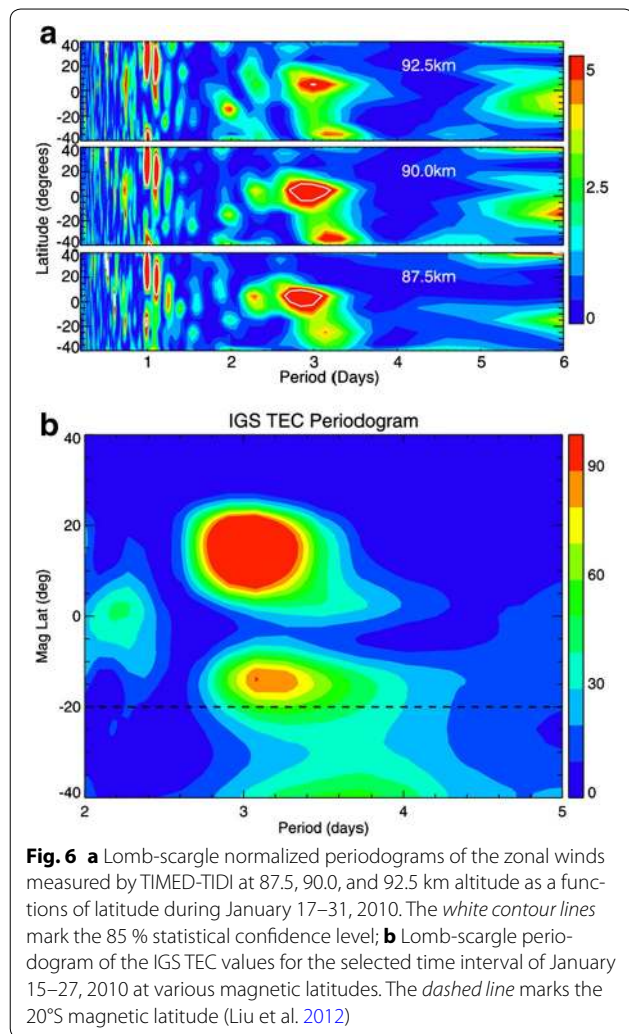 a
40
20
0
-20
-40
92.5km
5
40
20
0
-20
-40
90.0km
2.5
Latitude (degrees)
40
20
0
-20
-40
87.5km
0
1 2 3 4 5 6
Period (Days)
b IGS TEC Periodogram
40
20
0
-20
-40
Mag Lat (deg)
90
60
30
0
2 3 4 5
Period (days)
Fig. 6 a Lomb-scargle normalized periodograms of the zonal winds
measured by TIMED-TIDI at 87.5, 90.0, and 92.5 km altitude as a func-
tions of latitude during January 17–31, 2010. The white contour lines
mark the 85 % statistical confidence level; b Lomb-scargle perio-
dogram of the IGS TEC values for the selected time interval of January
15–27, 2010 at various magnetic latitudes. The dashed line marks the
20°S magnetic latitude (Liu et al. 2012)